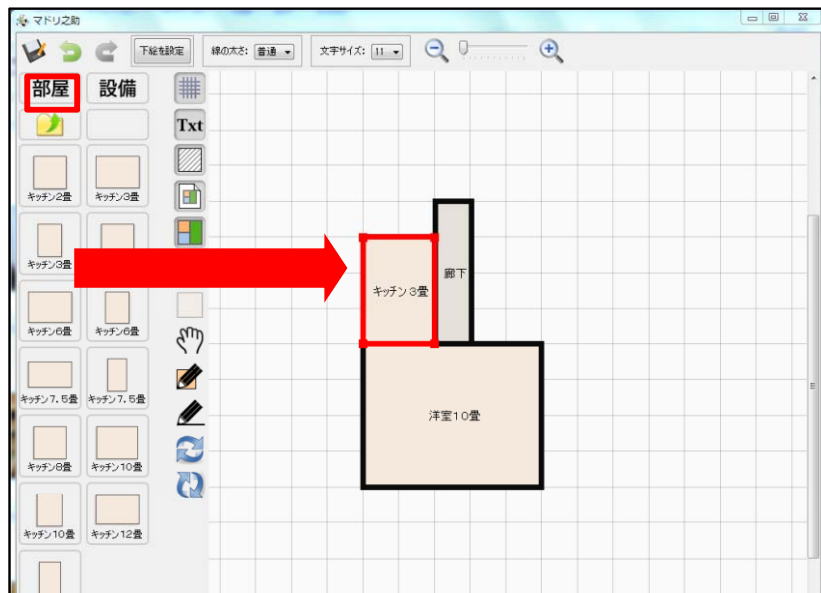 マドリ之助
下絵を設定
線の太さ: 普通
文字サイズ: 11
部屋 設備
Txt
キッチン2畳 キッチン3畳
キッチン3畳
キッチン6畳 キッチン6畳
キッチン7.5畳 キッチン7.5畳
キッチン8畳 キッチン10畳
キッチン10畳 キッチン12畳
廊下
キッチン3畳
洋室10畳